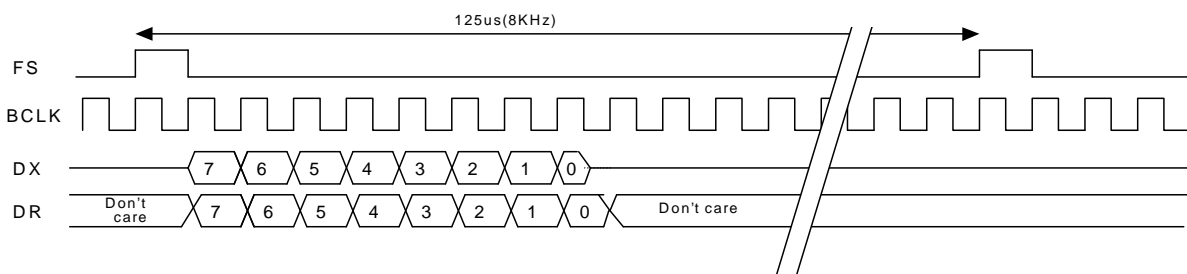 125us(8KHz)
FS
BCLK
DX 7 6 5 4 3 2 1 0
DR Don't care 7 6 5 4 3 2 1 0 Don't care